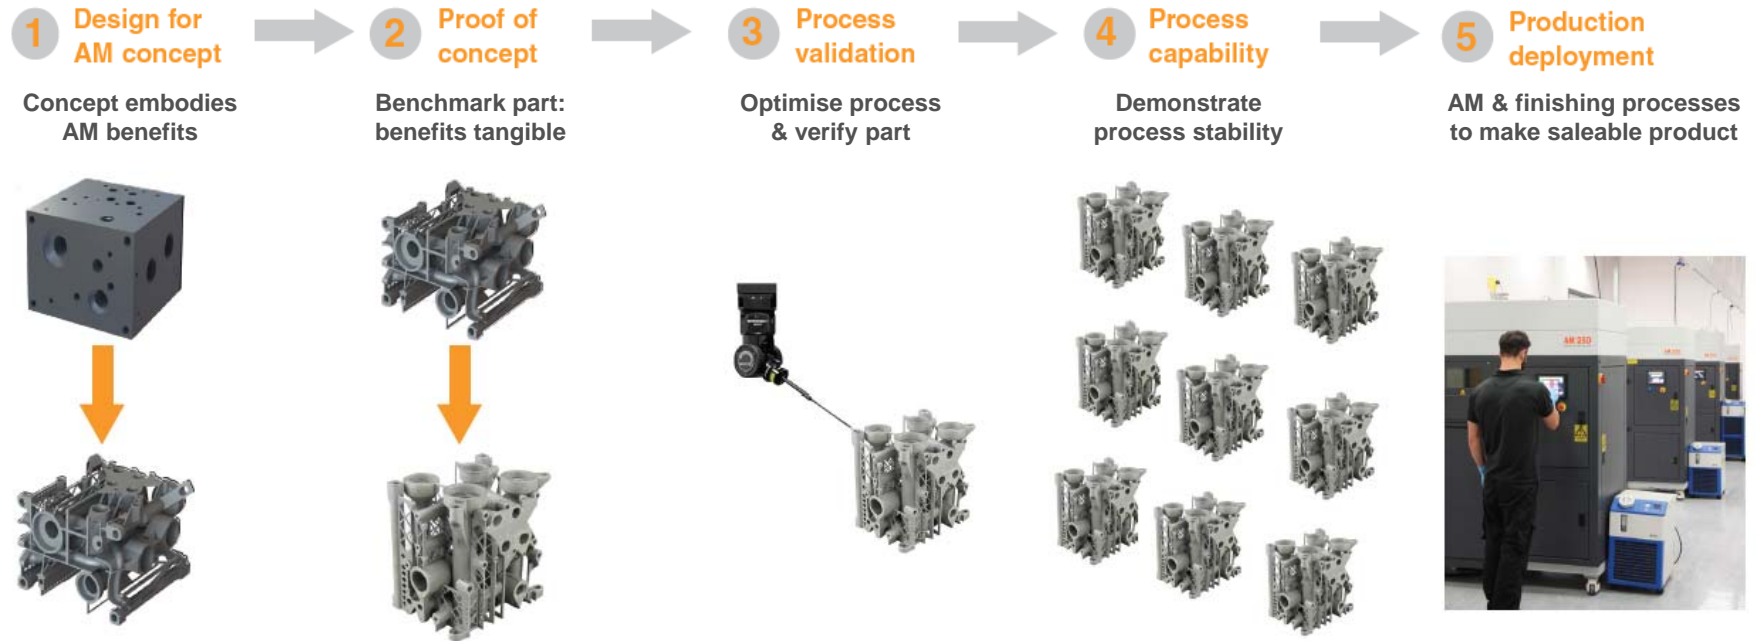 1 Design for
AM concept
2 Proof of
concept
3 Process
validation
4 Process
capability
5 Production
deployment
Concept embodies
AM benefits
Benchmark part:
benefits tangible
Optimise process
& verify part
Demonstrate
process stability
AM & finishing processes
to make saleable product
AM 250